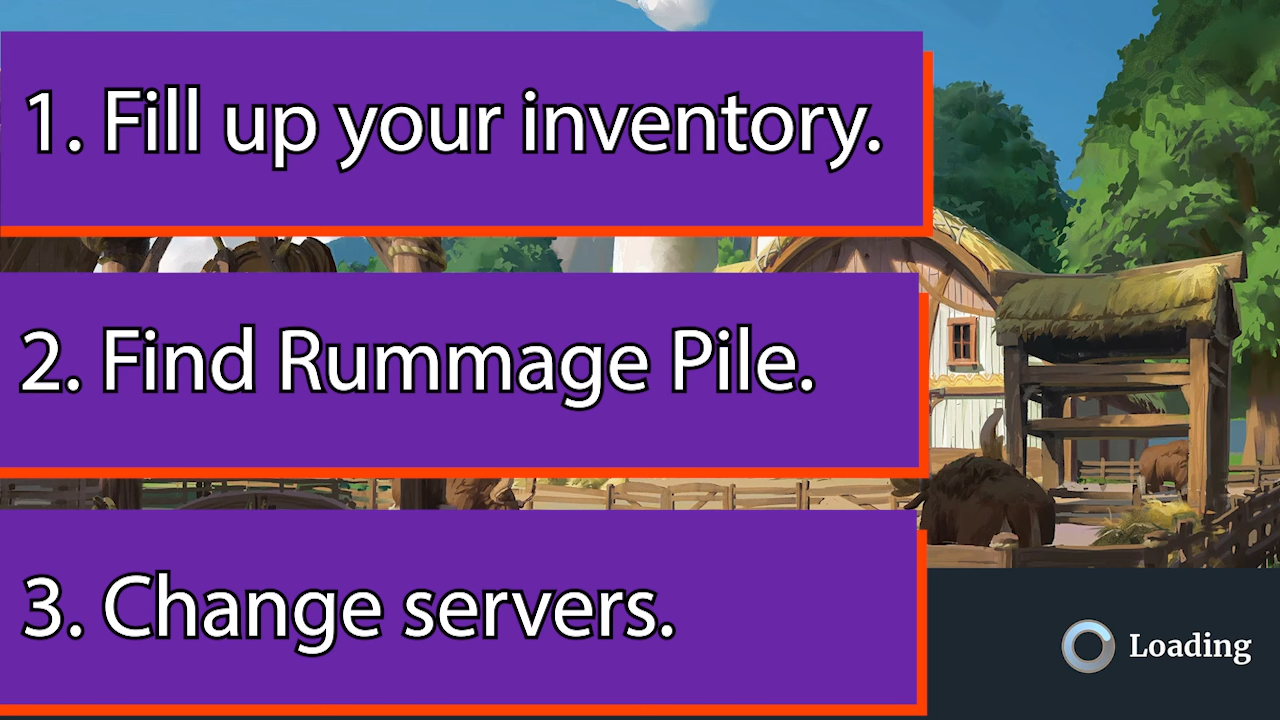 1. Fill up your inventory.
2. Find Rummage Pile.
3. Change servers.
Loading